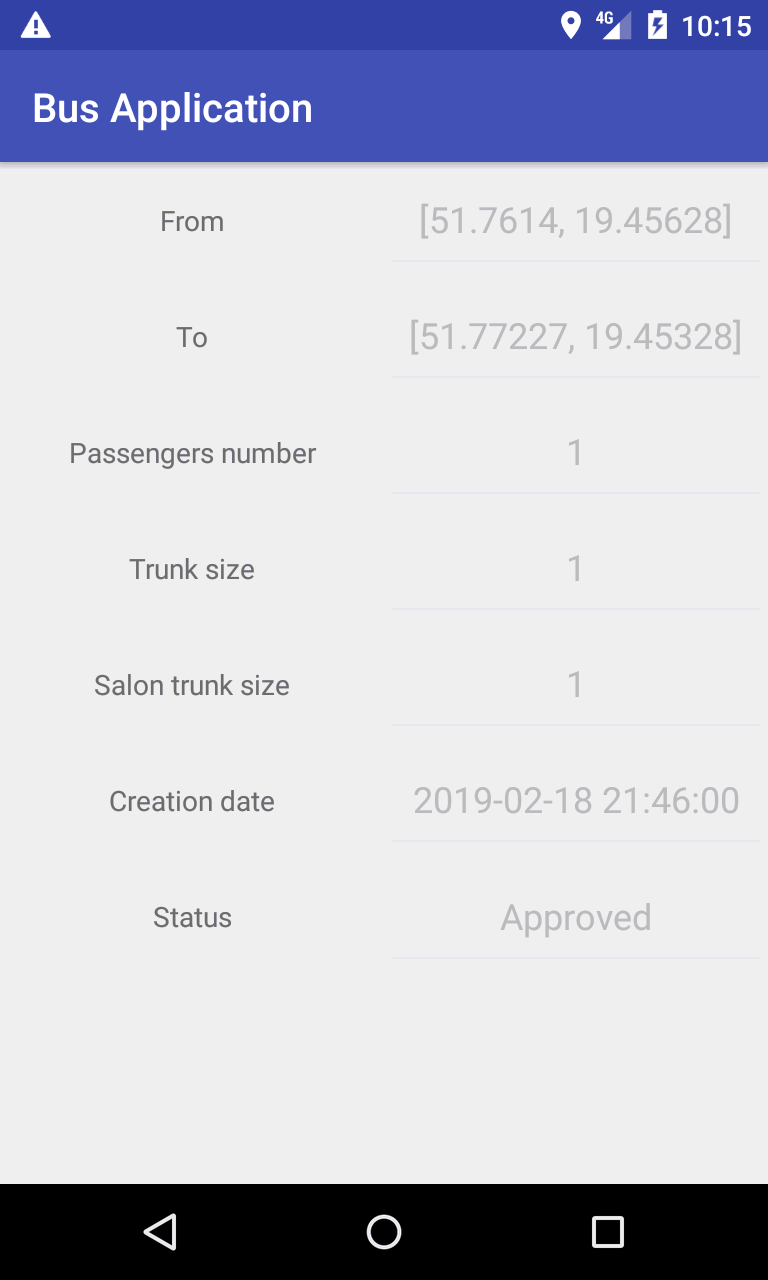 4G 10:15
Bus Application
From [51.7614, 19.45628]
To [51.77227, 19.45328]
Passengers number 1
Trunk size 1
Salon trunk size 1
Creation date 2019-02-18 21:46:00
Status Approved